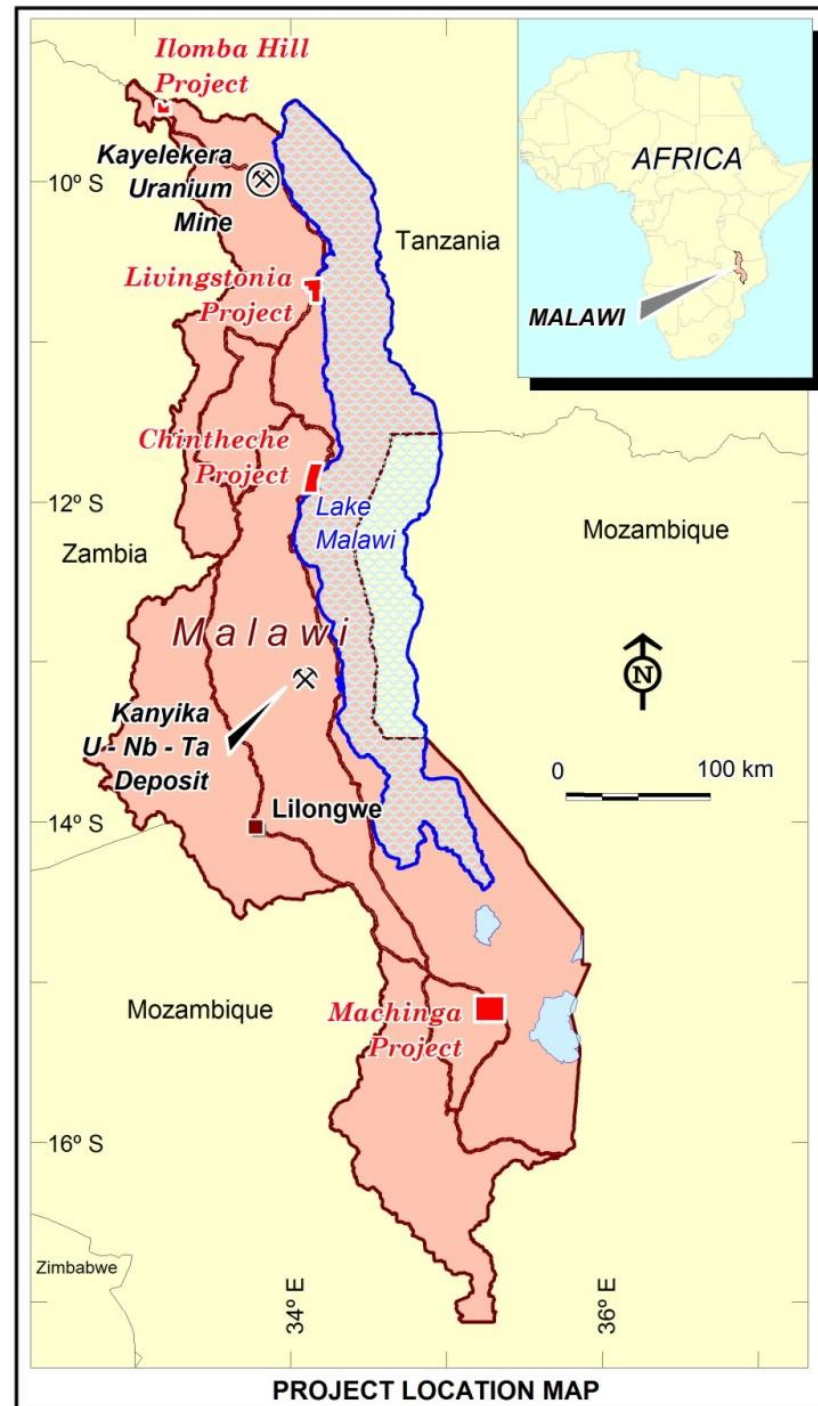 Ilomba Hill
Project
Kayelekera
Uranium
Mine
10º S
Tanzania
AFRICA
MALAWI
Livingstonia
Project
Chintheche
Project
12º S
Lake
Malawi
Mozambique
Zambia
Malawi
N
Kanyika
U - Nb - Ta
Deposit
0 100 km
14º S
Lilongwe
Mozambique
Machinga
Project
16º S
Zimbabwe
34º E
36º E
PROJECT LOCATION MAP